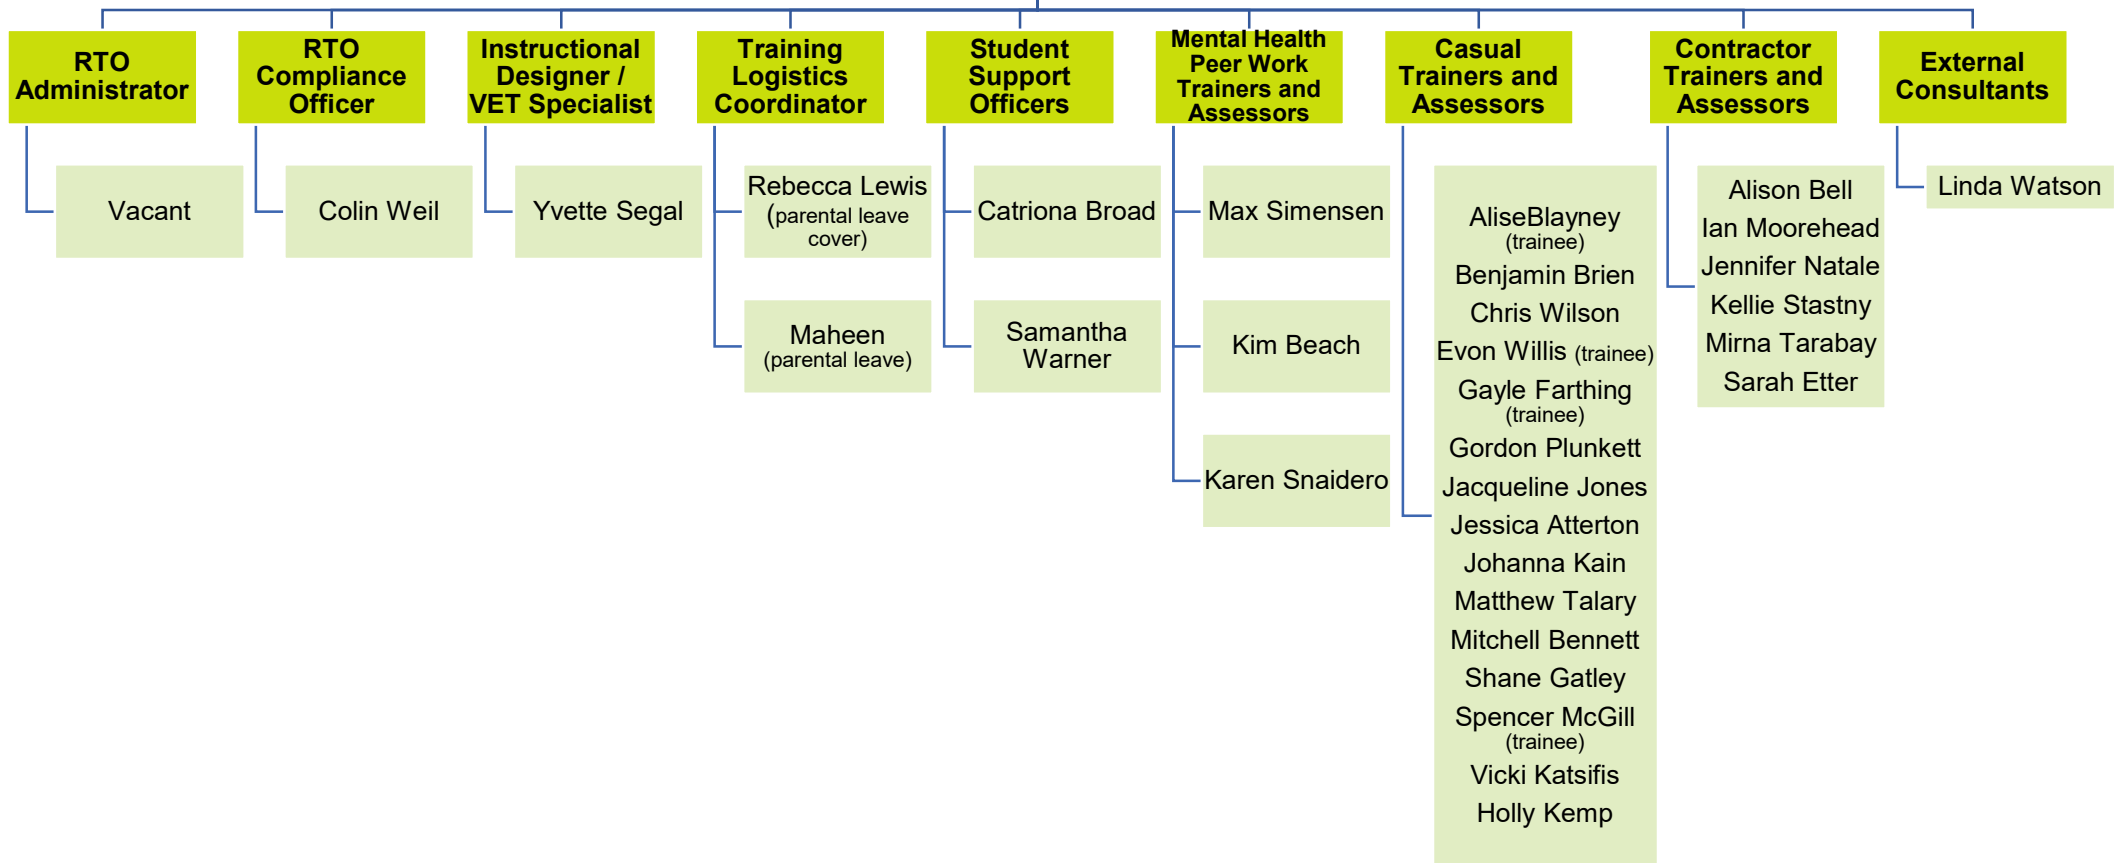 RTO
Administrator
Vacant
RTO
Compliance
Officer
Colin Weil
Instructional
Designer /
VET Specialist
Yvette Segal
Training
Logistics
Coordinator
Rebecca Lewis
(parental leave
cover)
Maheen
(parental leave)
Student
Support
Officers
Catriona Broad
Samantha
Warner
Mental Health
Peer Work
Trainers and
Assessors
Max Simensen
Kim Beach
Karen Snaidero
Casual
Trainers and
Assessors
AliseBlayney
(trainee)
Benjamin Brien
Chris Wilson
Evon Willis (trainee)
Gayle Farthing
(trainee)
Gordon Plunkett
Jacqueline Jones
Jessica Atterton
Johanna Kain
Matthew Talary
Mitchell Bennett
Shane Gatley
Spencer McGill
(trainee)
Vicki Katsifis
Holly Kemp
Contractor
Trainers and
Assessors
Alison Bell
Ian Moorehead
Jennifer Natale
Kellie Stastny
Mirna Tarabay
Sarah Etter
External
Consultants
Linda Watson